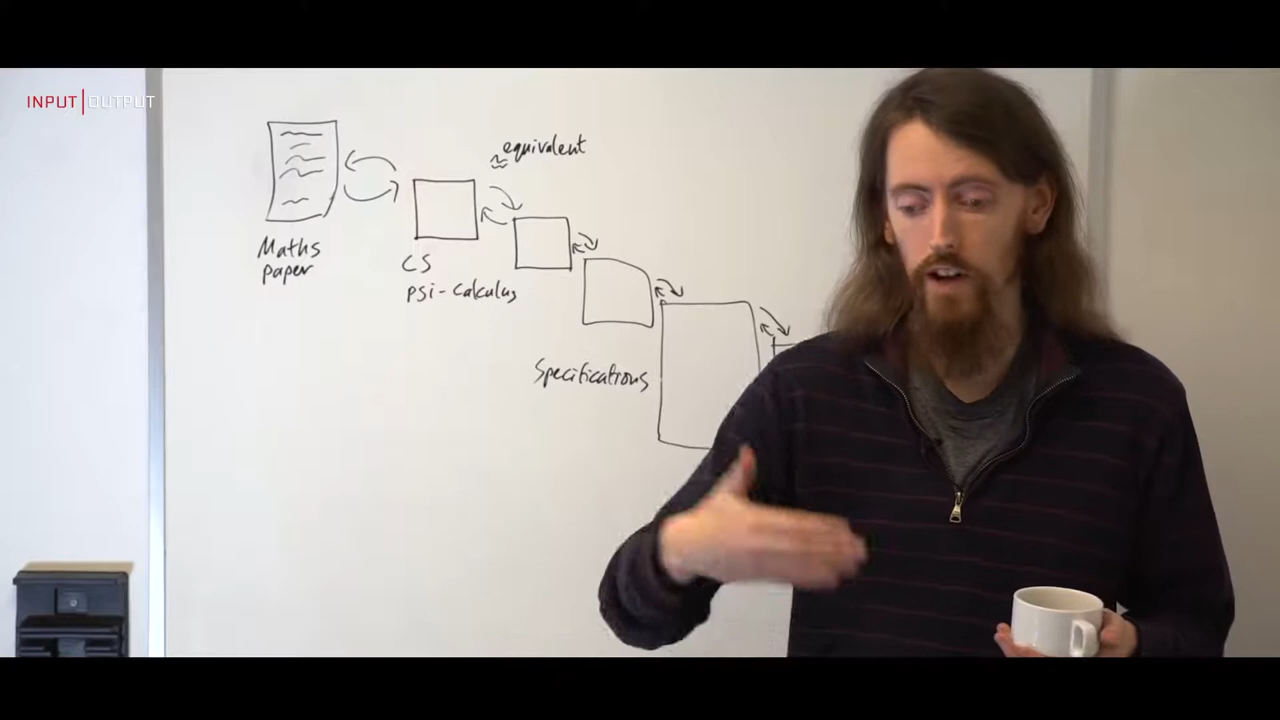 INPUT|OUTPUT
≈ equivalent
Maths
paper
CS
psi-calculus
Specifications